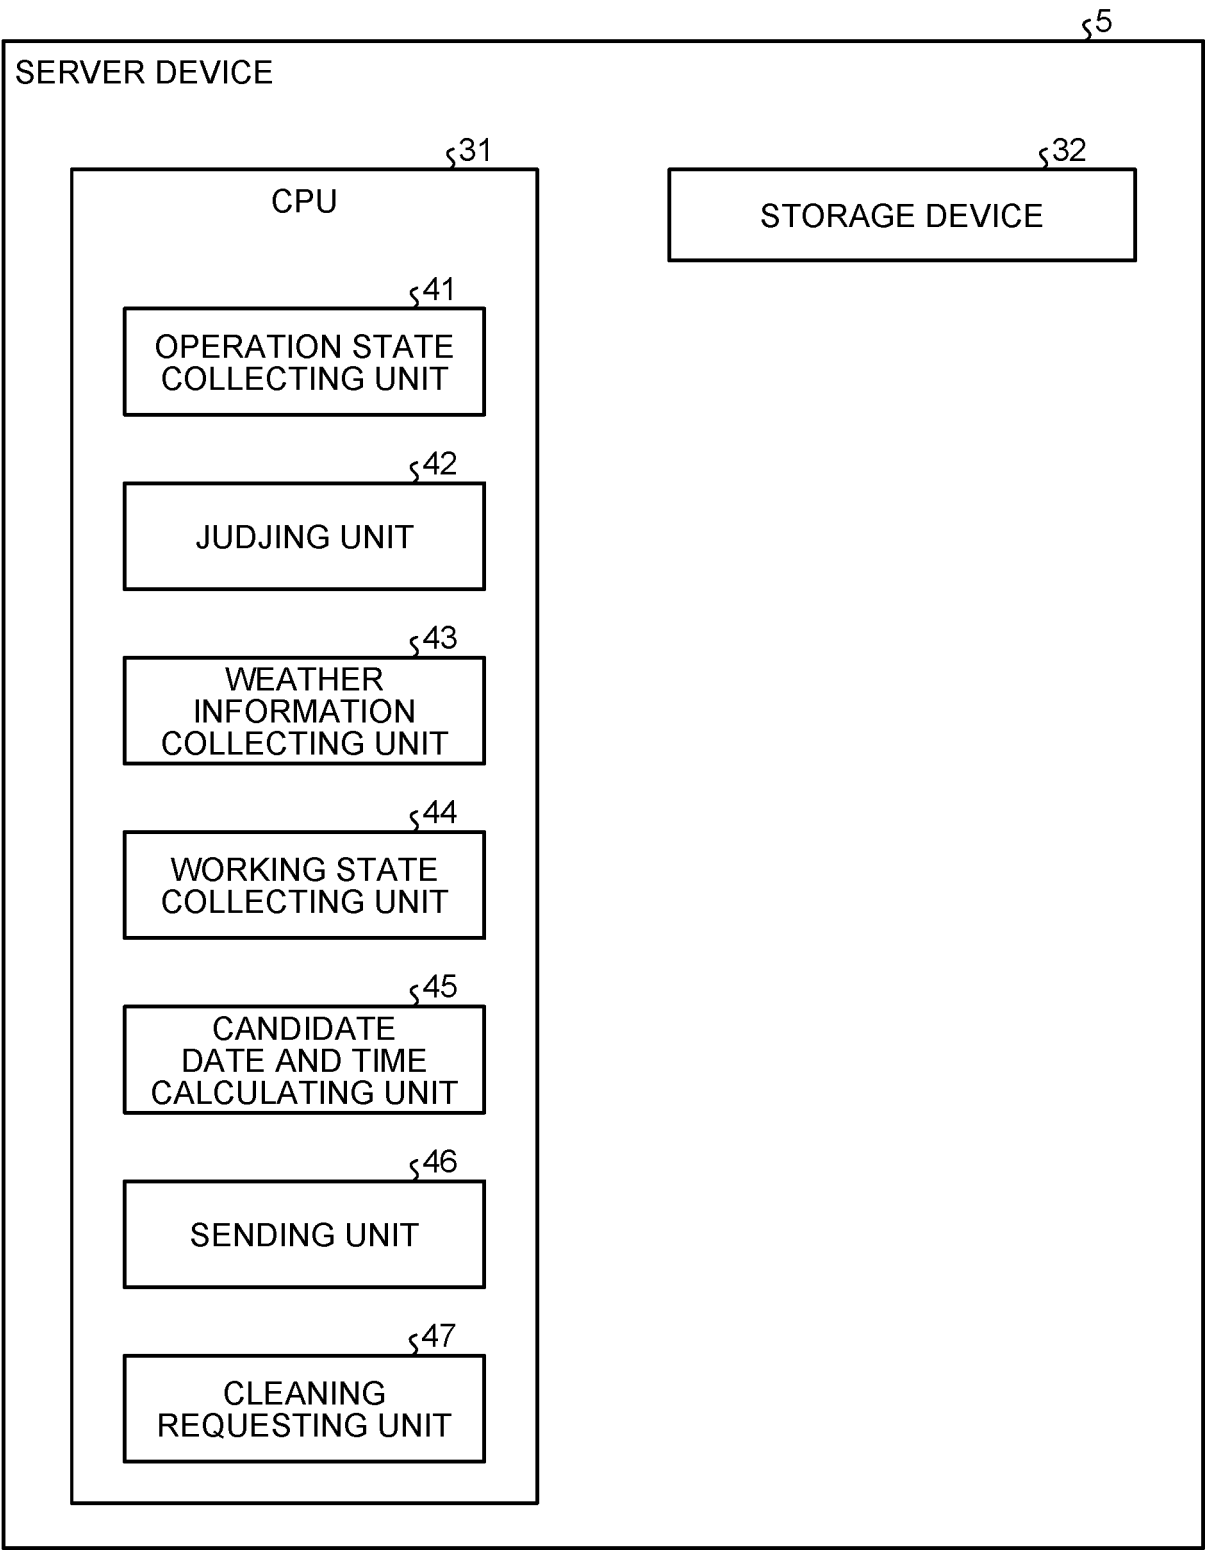 5
SERVER DEVICE
31
CPU
32
STORAGE DEVICE
41
OPERATION STATE
COLLECTING UNIT
42
JUDJING UNIT
43
WEATHER
INFORMATION
COLLECTING UNIT
44
WORKING STATE
COLLECTING UNIT
45
CANDIDATE
DATE AND TIME
CALCULATING UNIT
46
SENDING UNIT
47
CLEANING
REQUESTING UNIT